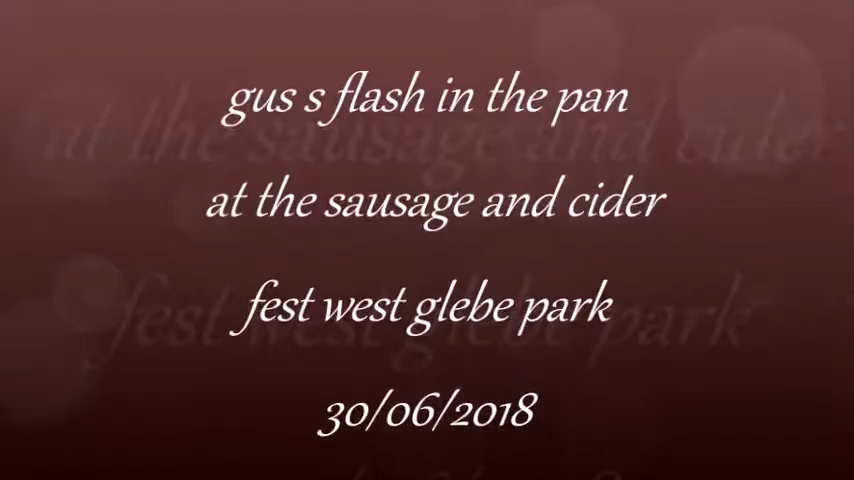 gus s flash in the pan
at the sausage and cider
fest west glebe park
30/06/2018